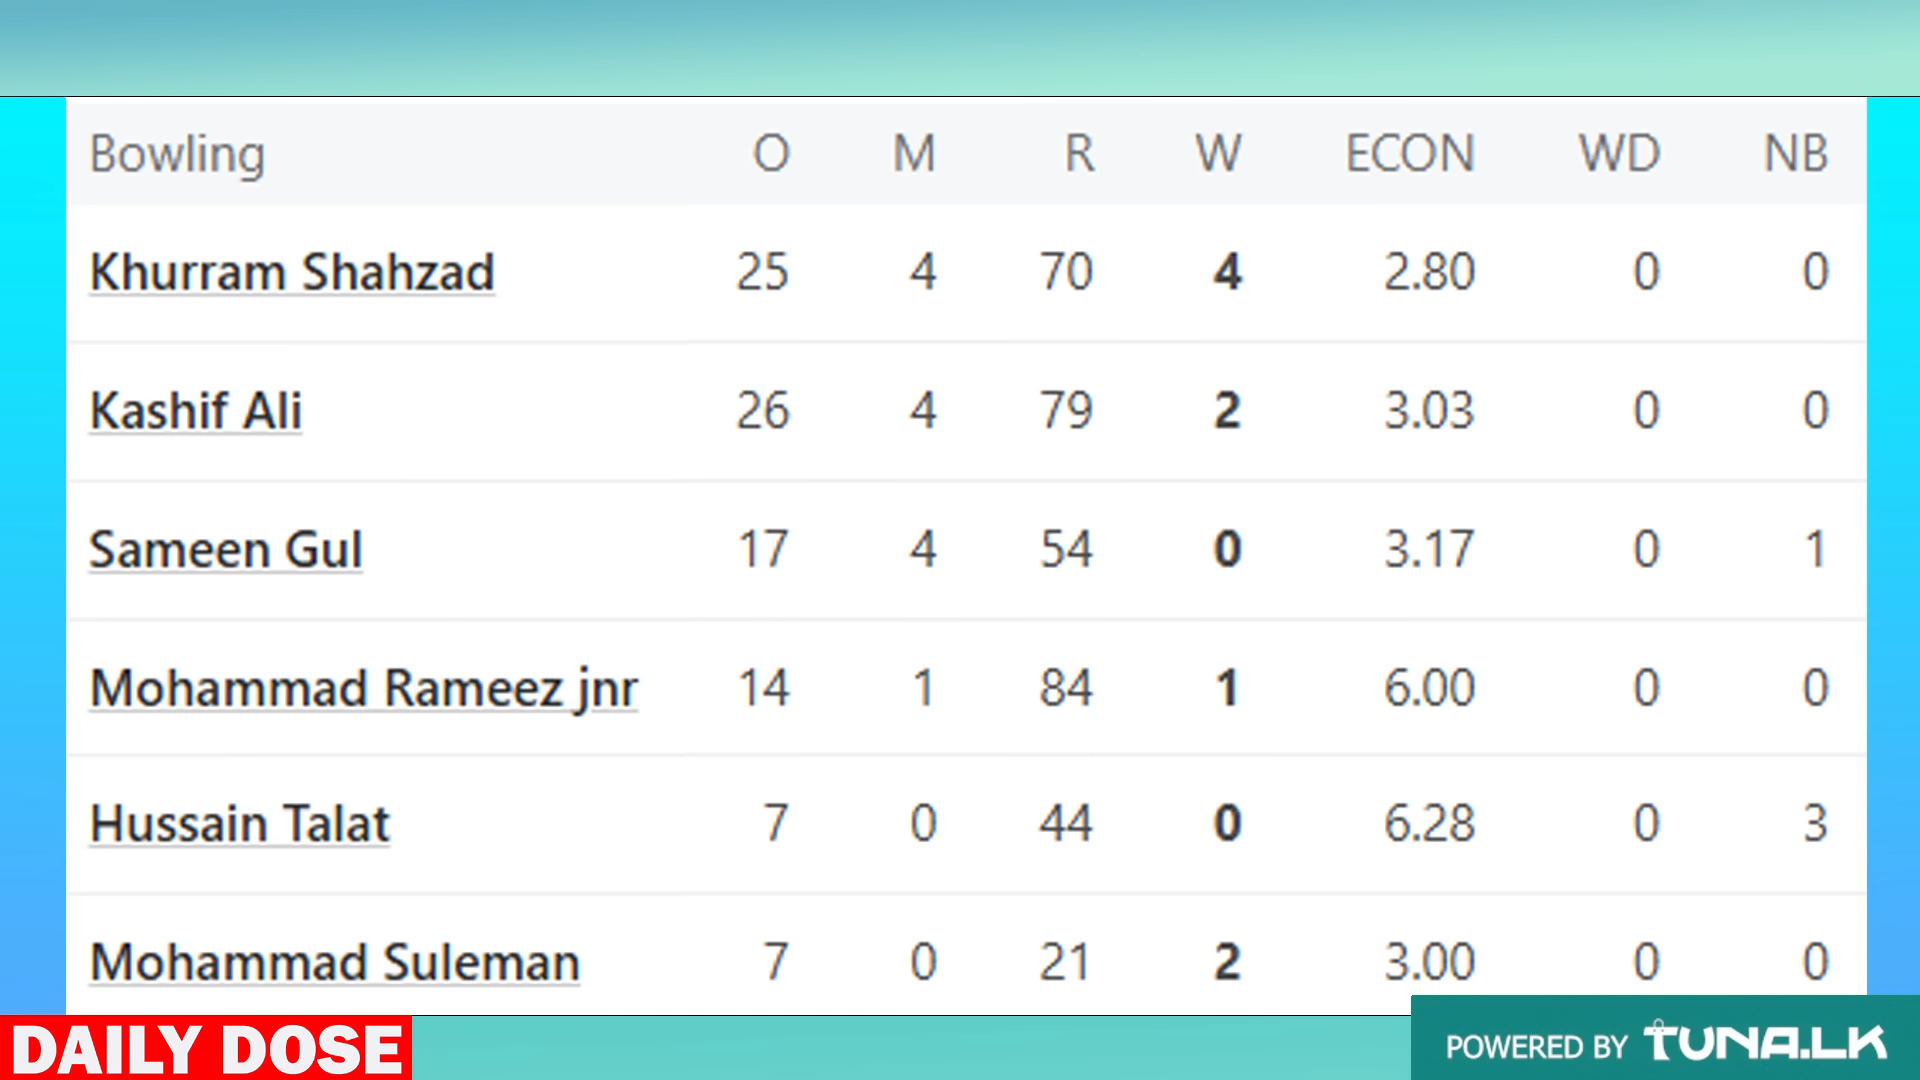 Bowling O M R W ECON WD NB
Khurram Shahzad 25 4 70 4 2.80 0 0
Kashif Ali 26 4 79 2 3.03 0 0
Sameen Gul 17 4 54 0 3.17 0 1
Mohammad Rameez jnr 14 1 84 1 6.00 0 0
Hussain Talat 7 0 44 0 6.28 0 3
Mohammad Suleman 7 0 21 2 3.00 0 0
DAILY DOSE
POWERED BY TUNA.LK